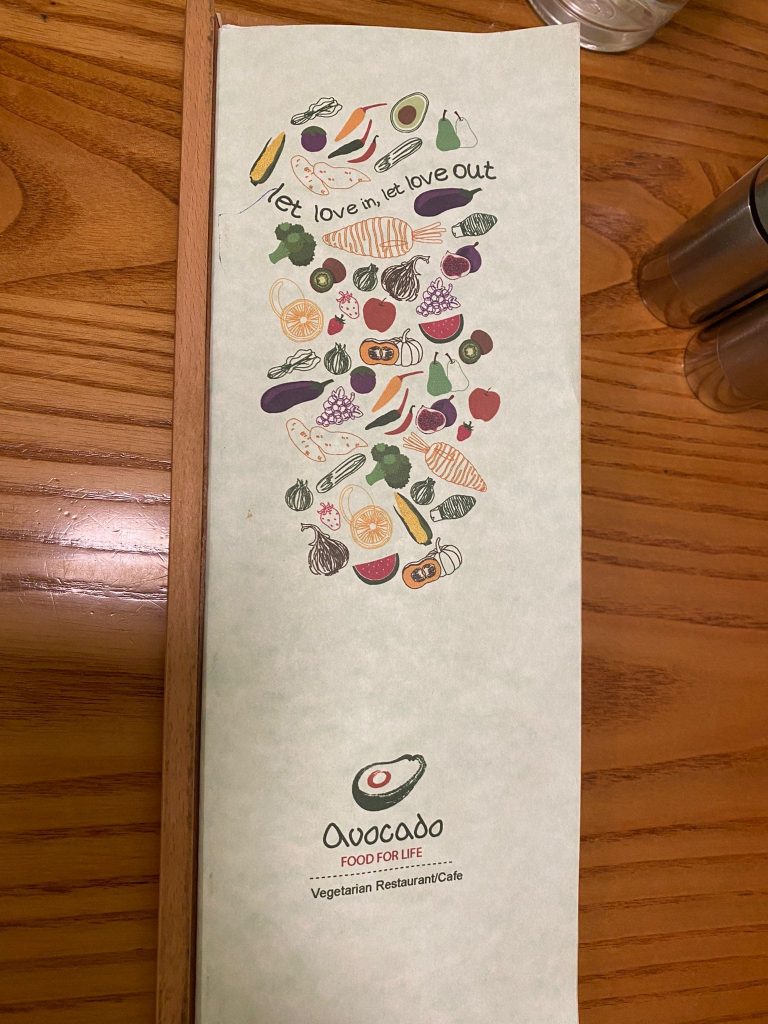 let love in, let love out
Avocado
FOOD FOR LIFE
Vegetarian Restaurant/Cafe